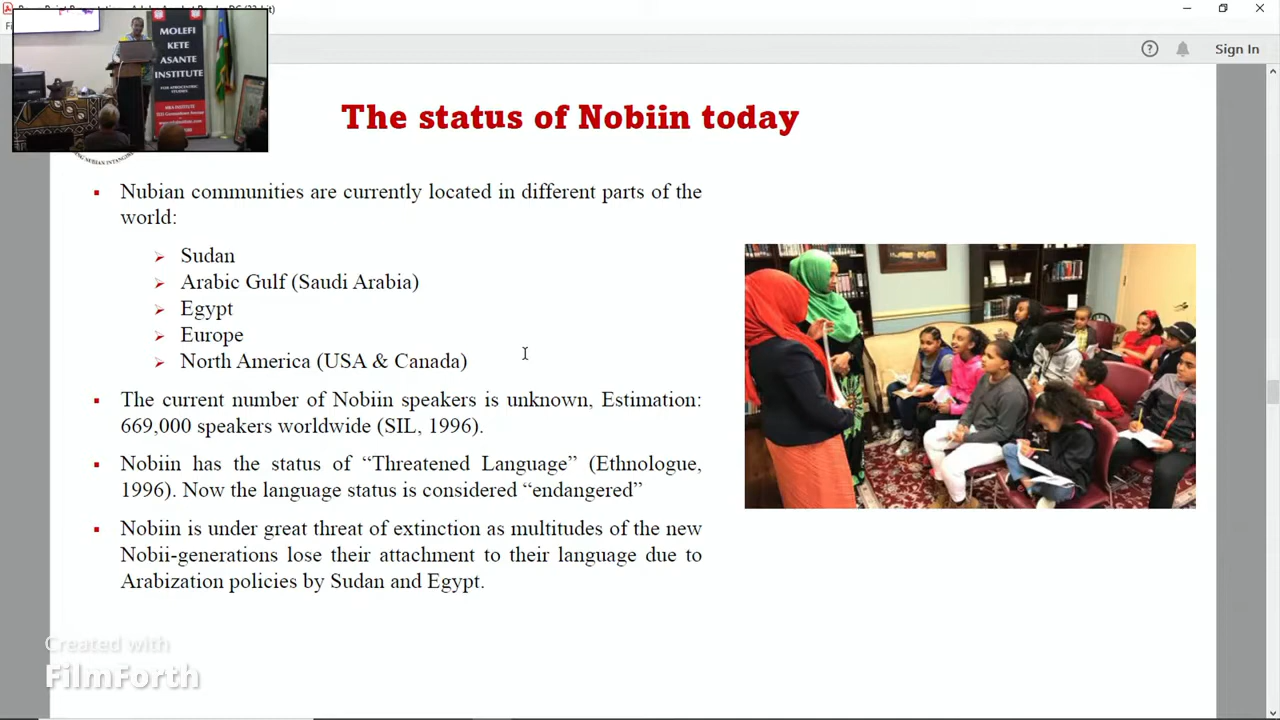 MOLEFI
KETE
ASANTE
INSTITUTE
Sign In
The status of Nobiin today
▪ Nubian communities are currently located in different parts of the
world:
➢ Sudan
➢ Arabic Gulf (Saudi Arabia)
➢ Egypt
➢ Europe
➢ North America (USA & Canada)
▪ The current number of Nobiin speakers is unknown, Estimation:
669,000 speakers worldwide (SIL, 1996).
▪ Nobiin has the status of “Threatened Language” (Ethnologue,
1996). Now the language status is considered “endangered”
▪ Nobiin is under great threat of extinction as multitudes of the new
Nobii-generations lose their attachment to their language due to
Arabization policies by Sudan and Egypt.
Created with
FilmForth